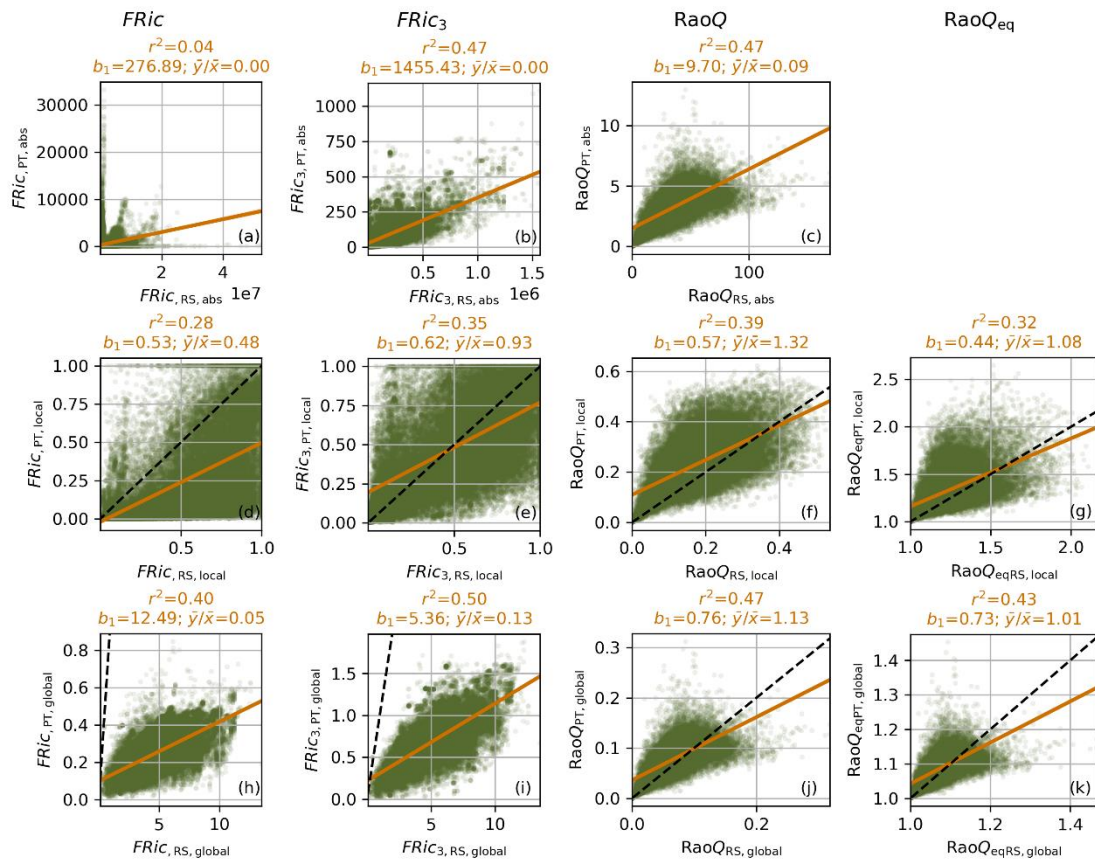 FRic FRic₃ RaoQ RaoQeq
r²=0.04
b₁=276.89; ȳ/x̄=0.00
FRic,PT,abs
30000
20000
10000
0
2
1e7
FRic,RS,abs
(a)
r²=0.47
b₁=1455.43; ȳ/x̄=0.00
FRic₃,PT,abs
1000
750
500
250
0
0.5 1.0 1.5
1e6
FRic₃,RS,abs
(b)
r²=0.47
b₁=9.70; ȳ/x̄=0.09
RaoQPT,abs
10
5
0
0 100
RaoQRS,abs
(c)
r²=0.28
b₁=0.53; ȳ/x̄=0.48
FRic,PT,local
1.00
0.75
0.50
0.25
0.00
0.5 1.0
FRic,RS,local
(d)
r²=0.35
b₁=0.62; ȳ/x̄=0.93
FRic₃,PT,local
1.00
0.75
0.50
0.25
0.00
0.5 1.0
FRic₃,RS,local
(e)
r²=0.39
b₁=0.57; ȳ/x̄=1.32
RaoQPT,local
0.6
0.4
0.2
0.0
0.0 0.2 0.4
RaoQRS,local
(f)
r²=0.32
b₁=0.44; ȳ/x̄=1.08
RaoQeqPT,local
2.5
2.0
1.5
1.0
1.0 1.5 2.0
RaoQeqRS,local
(g)
r²=0.40
b₁=12.49; ȳ/x̄=0.05
FRic,PT,global
0.8
0.6
0.4
0.2
0.0
5 10
FRic,RS,global
(h)
r²=0.50
b₁=5.36; ȳ/x̄=0.13
FRic₃,PT,global
1.5
1.0
0.5
0.0
5 10
FRic₃,RS,global
(i)
r²=0.47
b₁=0.76; ȳ/x̄=1.13
RaoQPT,global
0.3
0.2
0.1
0.0
0.0 0.2
RaoQRS,global
(j)
r²=0.43
b₁=0.73; ȳ/x̄=1.01
RaoQeqPT,global
1.4
1.3
1.2
1.1
1.0
1.0 1.2 1.4
RaoQeqRS,global
(k)